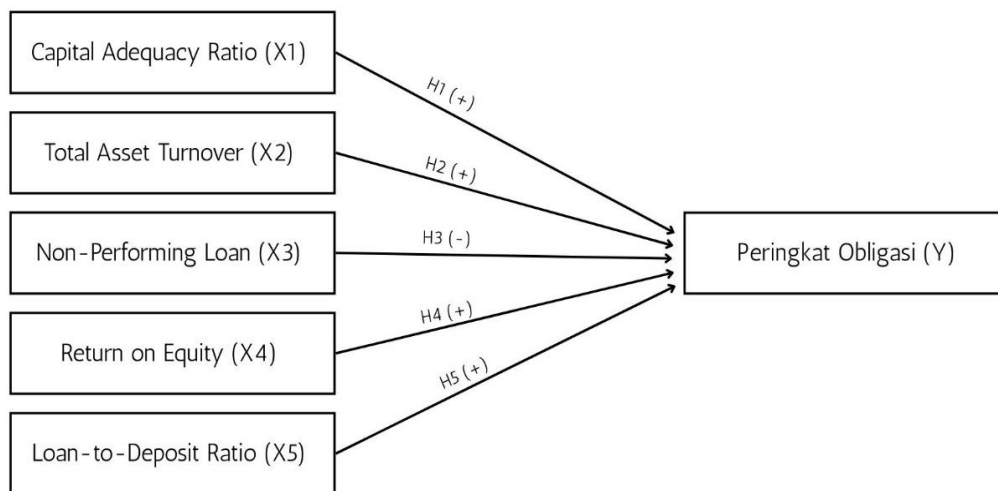 Capital Adequacy Ratio (X1)
H1 (+)
Total Asset Turnover (X2)
H2 (+)
Non-Performing Loan (X3)
H3 (-)
Peringkat Obligasi (Y)
Return on Equity (X4)
H4 (+)
Loan-to-Deposit Ratio (X5)
H5 (+)